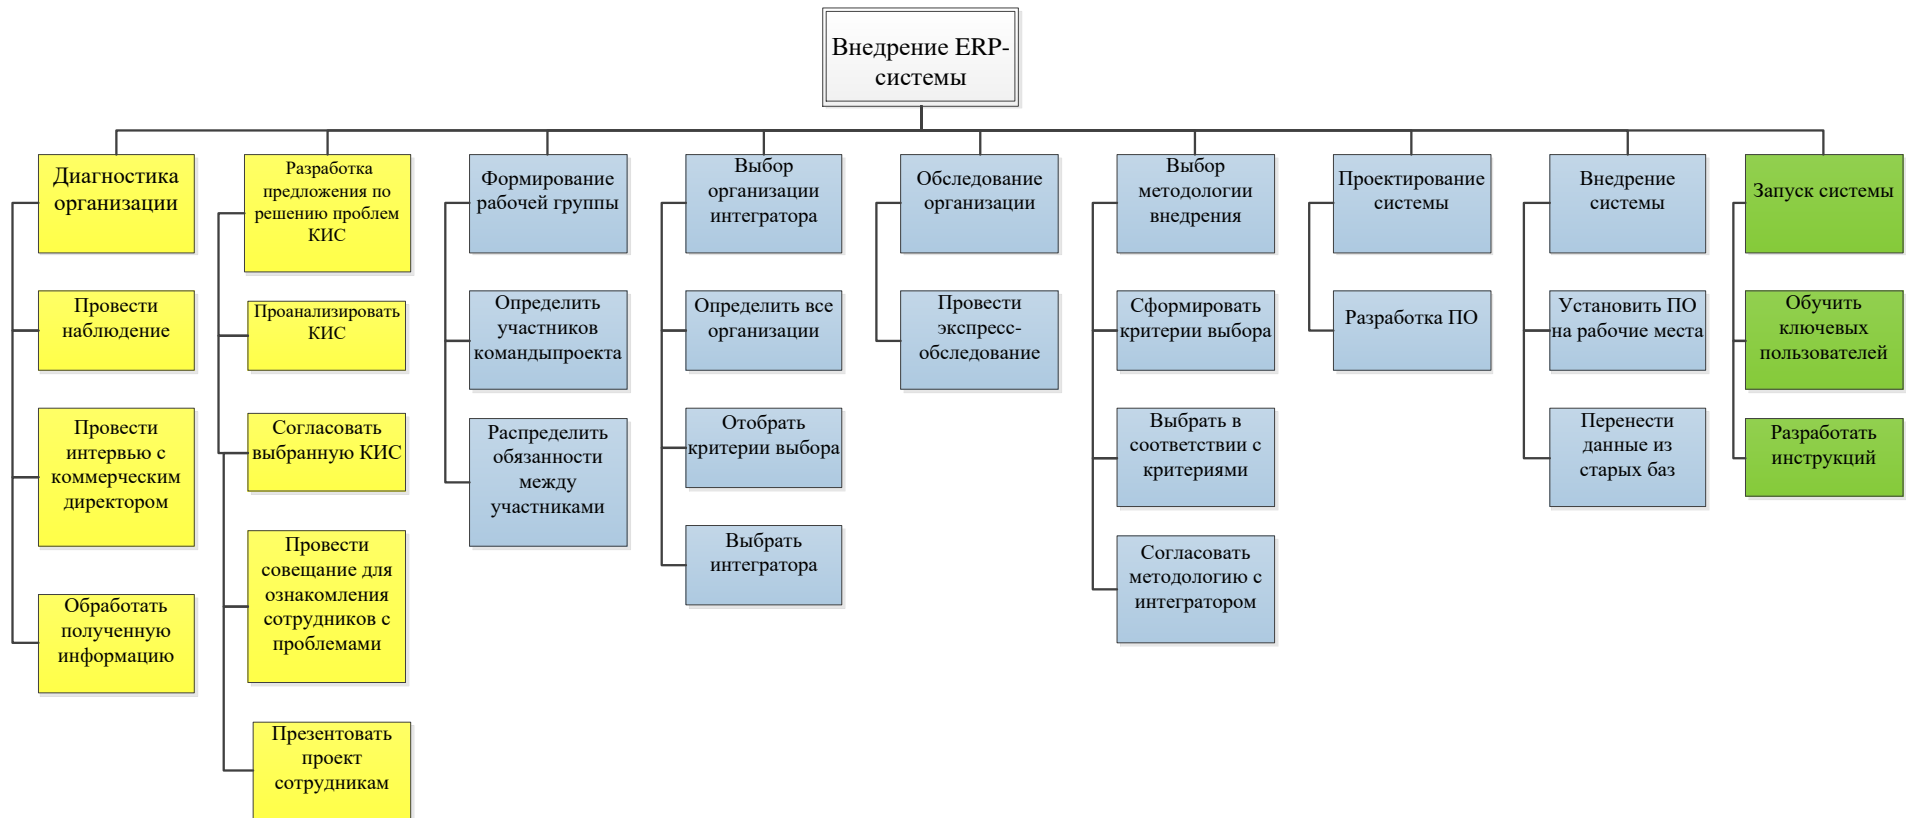 Внедрение ERP-
системы
Диагностика
организации
Провести
наблюдение
Провести
интервью с
коммерческим
директором
Обработать
полученную
информацию
Разработка
предложения по
решению проблем
КИС
Проанализировать
КИС
Согласовать
выбранную КИС
Провести
совещание для
ознакомления
сотрудников с
проблемами
Презентовать
проект
сотрудникам
Формирование
рабочей группы
Определить
участников
командыпроекта
Распределить
обязанности
между
участниками
Выбор
организации
интегратора
Определить все
организации
Отобрать
критерии выбора
Выбрать
интегратора
Обследование
организации
Провести
экспресс-
обследование
Выбор
методологии
внедрения
Сформировать
критерии выбора
Выбрать в
соответствии с
критериями
Согласовать
методологию с
интегратором
Проектирование
системы
Разработка ПО
Внедрение
системы
Установить ПО
на рабочие места
Перенести
данные из
старых баз
Запуск системы
Обучить
ключевых
пользователей
Разработать
инструкций